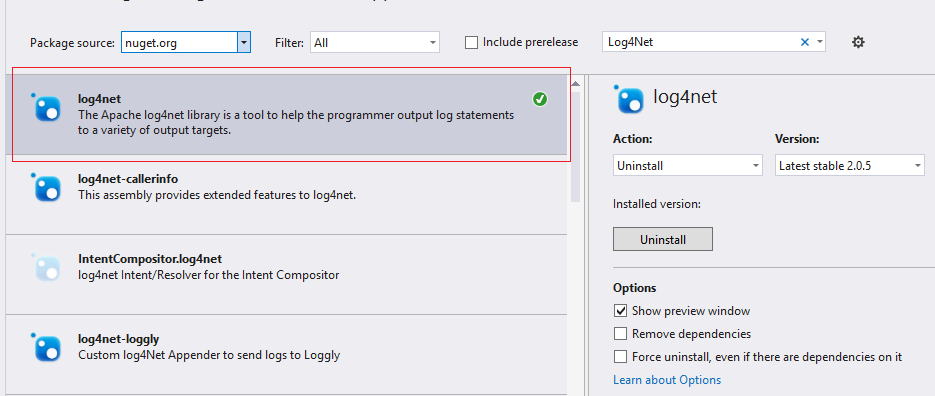 Package source:
nuget.org
Filter:
All
Include prerelease
Log4Net
log4net
The Apache log4net library is a tool to help the programmer output log statements
to a variety of output targets.
log4net-callerinfo
This assembly provides extended features to log4net.
IntentCompositor.log4net
log4net Intent/Resolver for the Intent Compositor
log4net-loggly
Custom log4Net Appender to send logs to Loggly
log4net
Action:
Version:
Uninstall
Latest stable 2.0.5
Installed version:
Uninstall
Options
Show preview window
Remove dependencies
Force uninstall, even if there are dependencies on it
Learn about Options